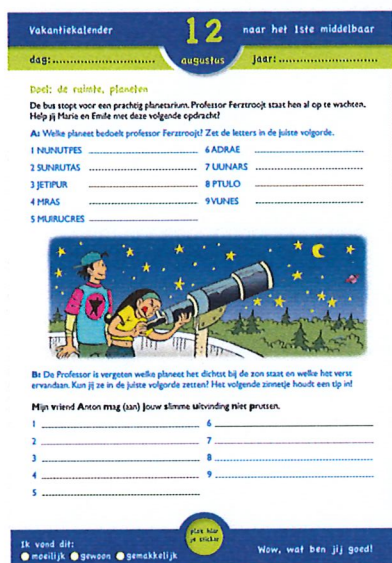 Vakantiekalender 12 naar het 1ste middelbaar
dag:............................ augustus jaar:............................
Doel: de ruimte, planeten
De bus stopt voor een prachtig planetarium. Professor Ferztroojt staat hen al op te wachten.
Help jij Marie en Emile met deze volgende opdracht?
A: Welke planeet bedoelt professor Ferztroojt? Zet de letters in de juiste volgorde.
1 NUNUTPES
2 SUNRUTAS
3 JETIPUR
4 MRAS
5 MUIRUCRES
6 ADRAE
7 UUNARS
8 PTULO
9 VUNES
B: De Professor is vergeten welke planeet het dichtst bij de zon staat en welke het verst
ervandaan. Kun jij ze in de juiste volgorde zetten? Het volgende zinnetje houdt een tip in!
Mijn vriend Anton mag (aan) jouw slimme uitvinding niet prutsen.
1
2
3
4
5
6
7
8
9
Ik vond dit:
moeilijk gewoon gemakkelijk
plak hier
je sticker
Wow, wat ben jij goed!